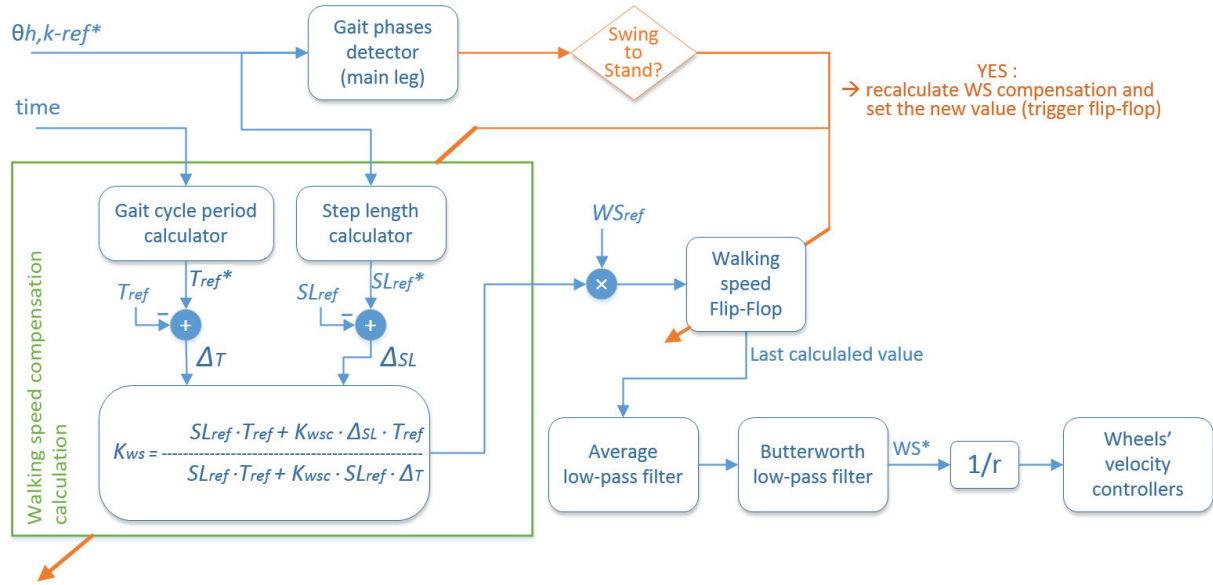 θh,k-ref*
Gait phases
detector
(main leg)
Swing
to
Stand?
YES :
→ recalculate WS compensation and
set the new value (trigger flip-flop)
time
Walking speed compensation
calculation
Gait cycle period
calculator
Step length
calculator
Tref*
SLref*
Tref
SLref
−
+
−
+
ΔT
ΔSL
Kws =
SLref · Tref + Kwsc · ΔSL · Tref
SLref · Tref + Kwsc · SLref · ΔT
WSref
×
Walking
speed
Flip-Flop
Last calculaled value
Average
low-pass filter
Butterworth
low-pass filter
WS*
1/r
Wheels'
velocity
controllers